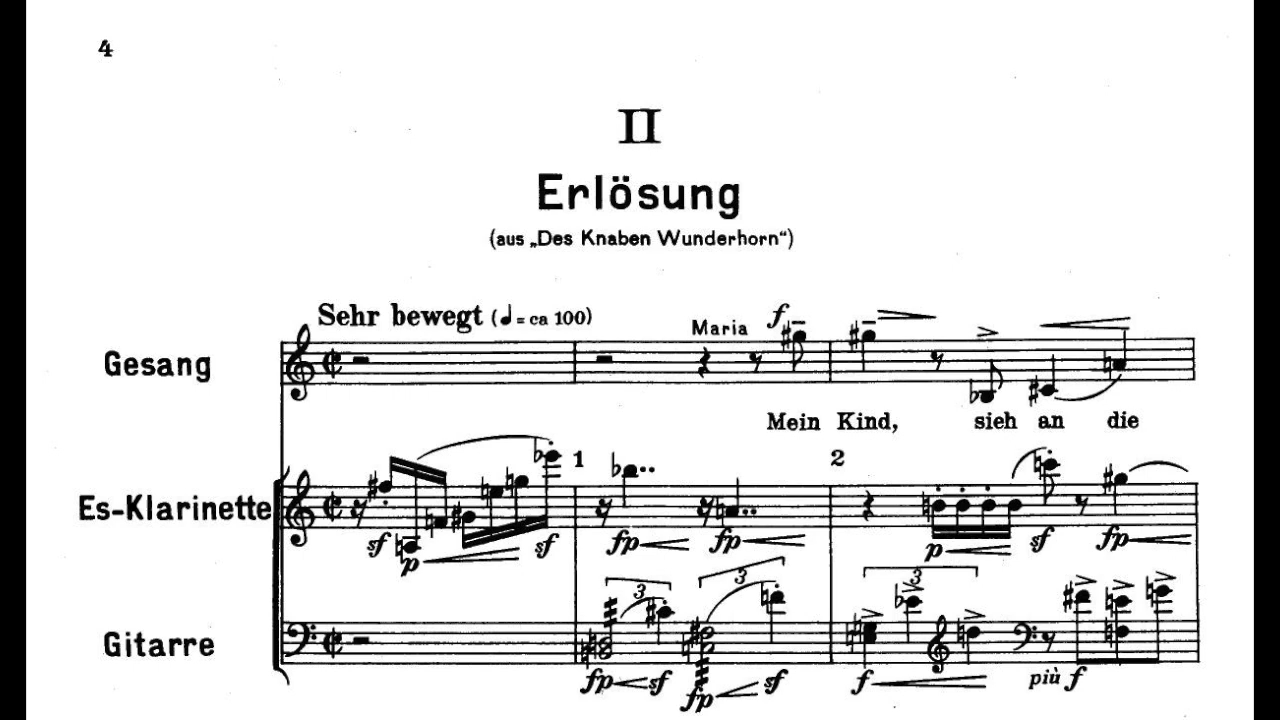 4
II
Erlösung
(aus „Des Knaben Wunderhorn“)
Sehr bewegt (♩= ca 100)
Maria f
Gesang
Mein Kind, sieh an die
1 2
Es-Klarinette
sf p sf fp fp p sf fp
3 3 3
Gitarre
fp sf fp sf f più f